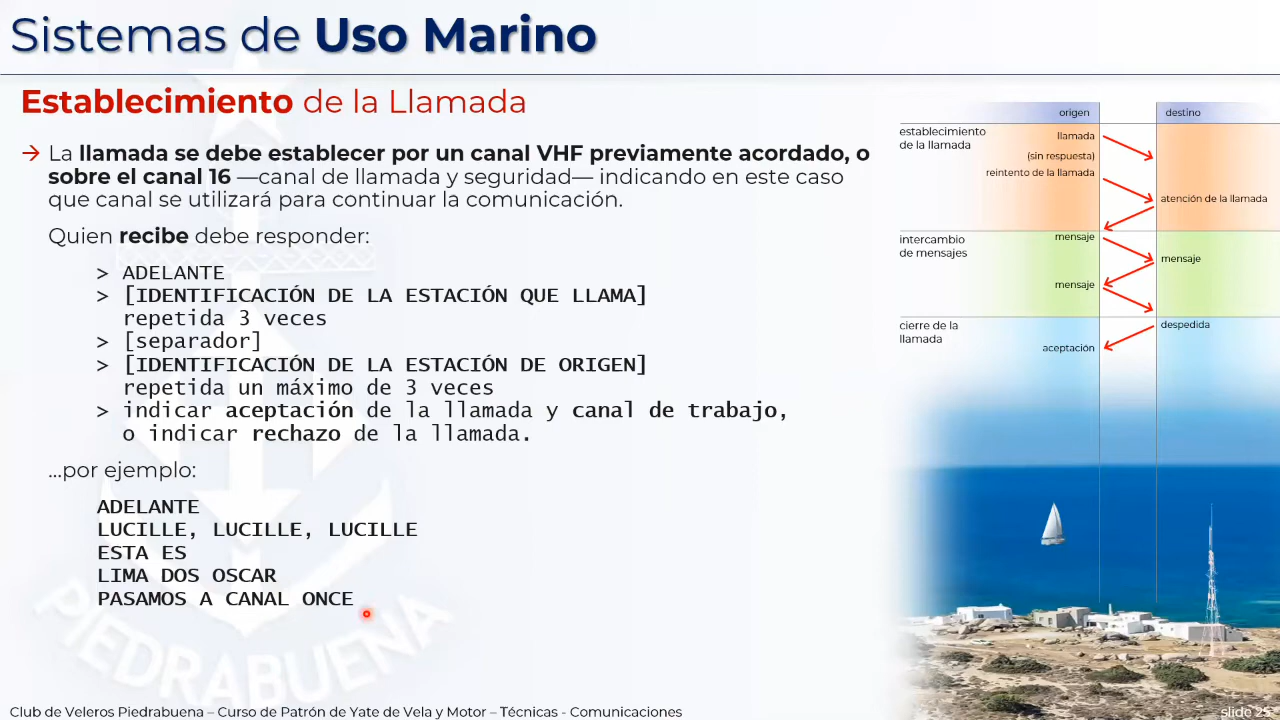 Sistemas de Uso Marino
Establecimiento de la Llamada
→ La llamada se debe establecer por un canal VHF previamente acordado, o
sobre el canal 16 —canal de llamada y seguridad— indicando en este caso
que canal se utilizará para continuar la comunicación.
Quien recibe debe responder:
> ADELANTE
> [IDENTIFICACIÓN DE LA ESTACIÓN QUE LLAMA]
repetida 3 veces
> [separador]
> [IDENTIFICACIÓN DE LA ESTACIÓN DE ORIGEN]
repetida un máximo de 3 veces
> indicar aceptación de la llamada y canal de trabajo,
o indicar rechazo de la llamada.
...por ejemplo:
ADELANTE
LUCILLE, LUCILLE, LUCILLE
ESTA ES
LIMA DOS OSCAR
PASAMOS A CANAL ONCE
origen
destino
establecimiento
de la llamada
llamada
(sin respuesta)
reintento de la llamada
atención de la llamada
intercambio
de mensajes
mensaje
mensaje
mensaje
cierre de la
llamada
despedida
aceptación
PIEDRABUENA
Club de Veleros Piedrabuena – Curso de Patrón de Yate de Vela y Motor – Técnicas - Comunicaciones
slide 25